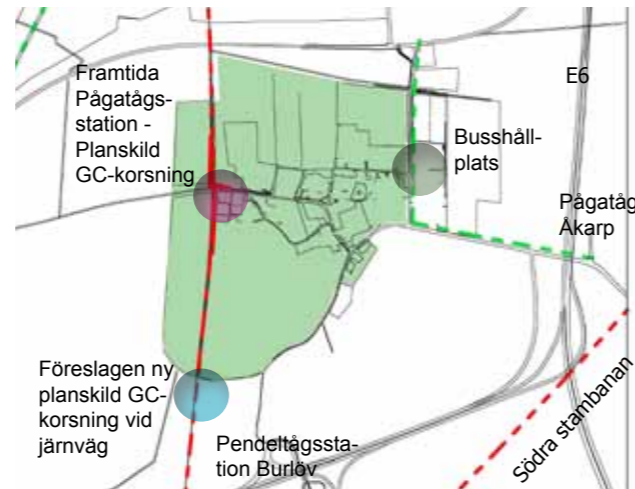 Framtida
Pågatågs-
station -
Planskild
GC-korsning
E6
Busshåll-
plats
Pågatåg
Åkarp
Föreslagen ny
planskild GC-
korsning vid
järnväg
Pendeltågssta-
tion Burlöv
Södra stambanan